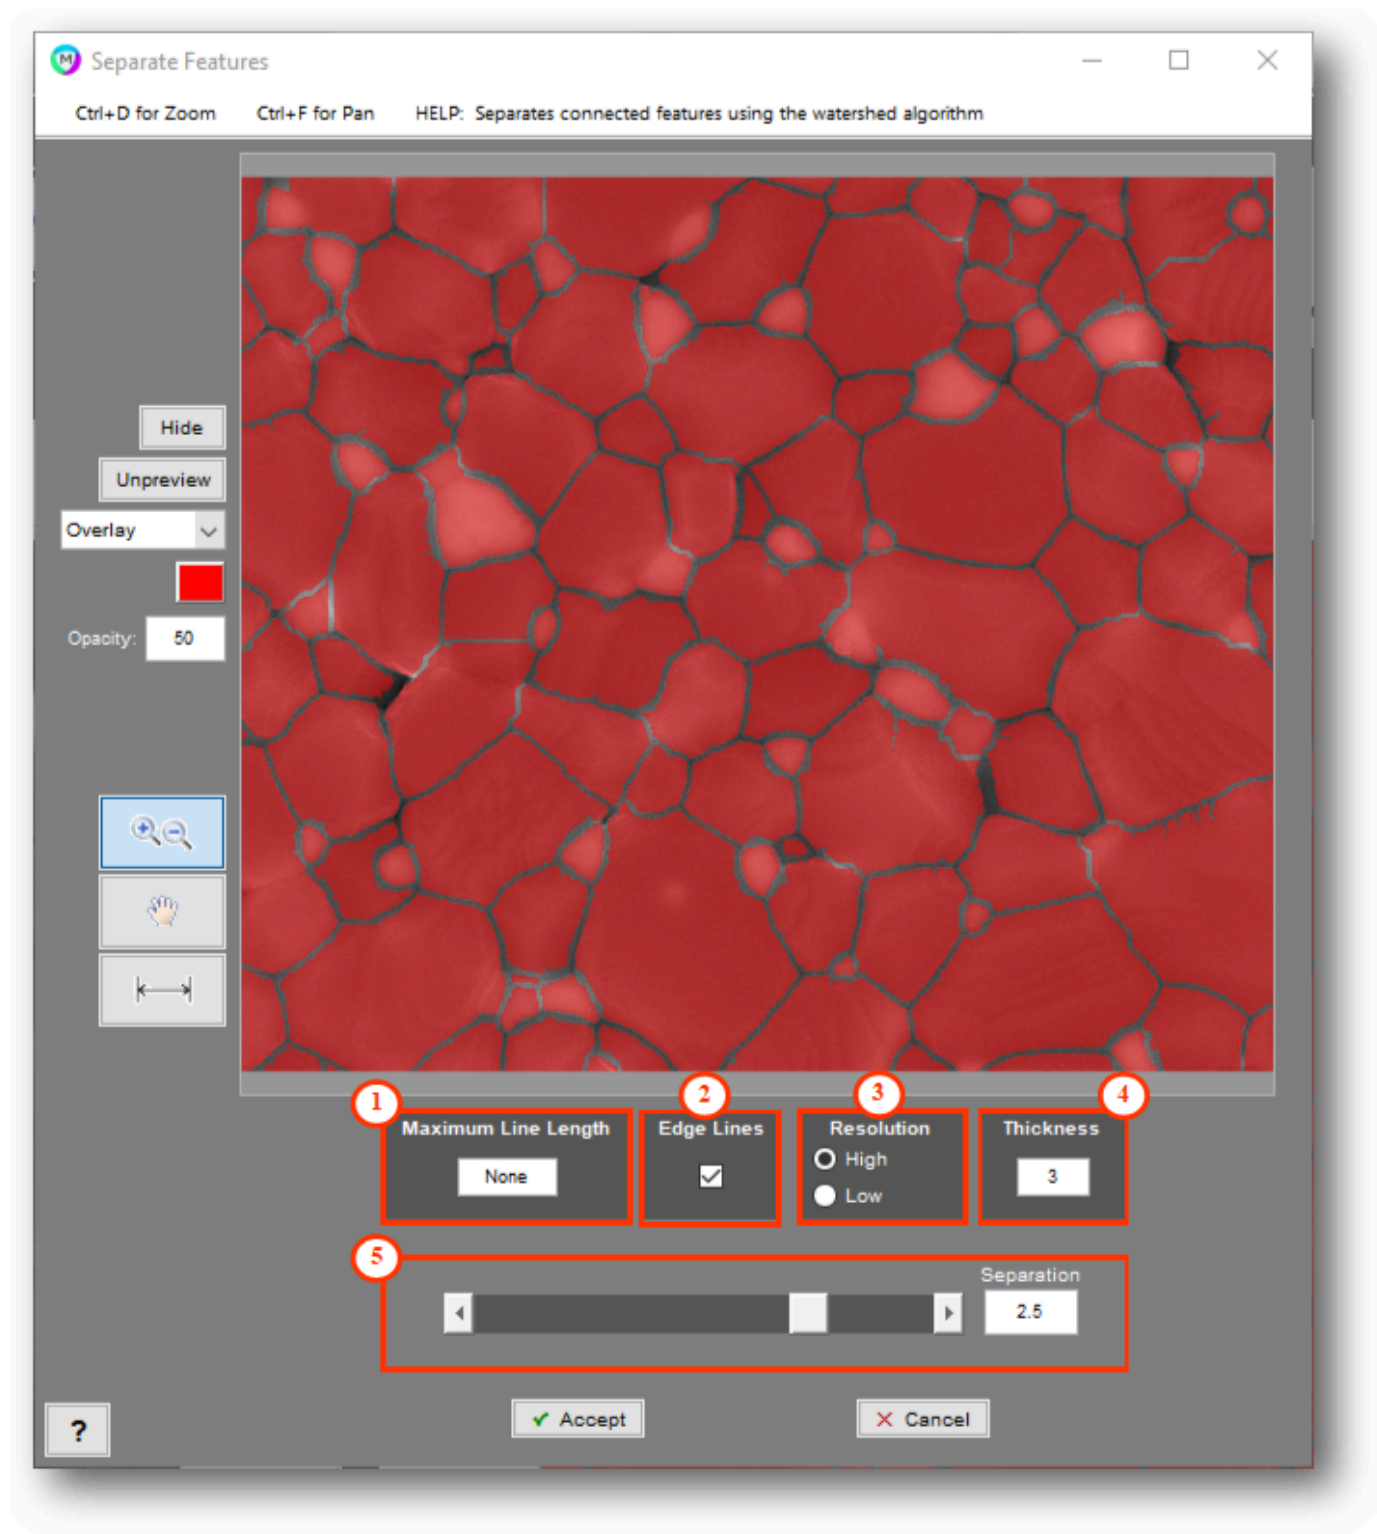 Separate Features
Ctrl+D for Zoom Ctrl+F for Pan HELP: Separates connected features using the watershed algorithm
Hide
Unpreview
Overlay
Opacity: 50
1 2 3 4
Maximum Line Length Edge Lines Resolution Thickness
None High 3
Low
5
Separation
2.5
? Accept Cancel